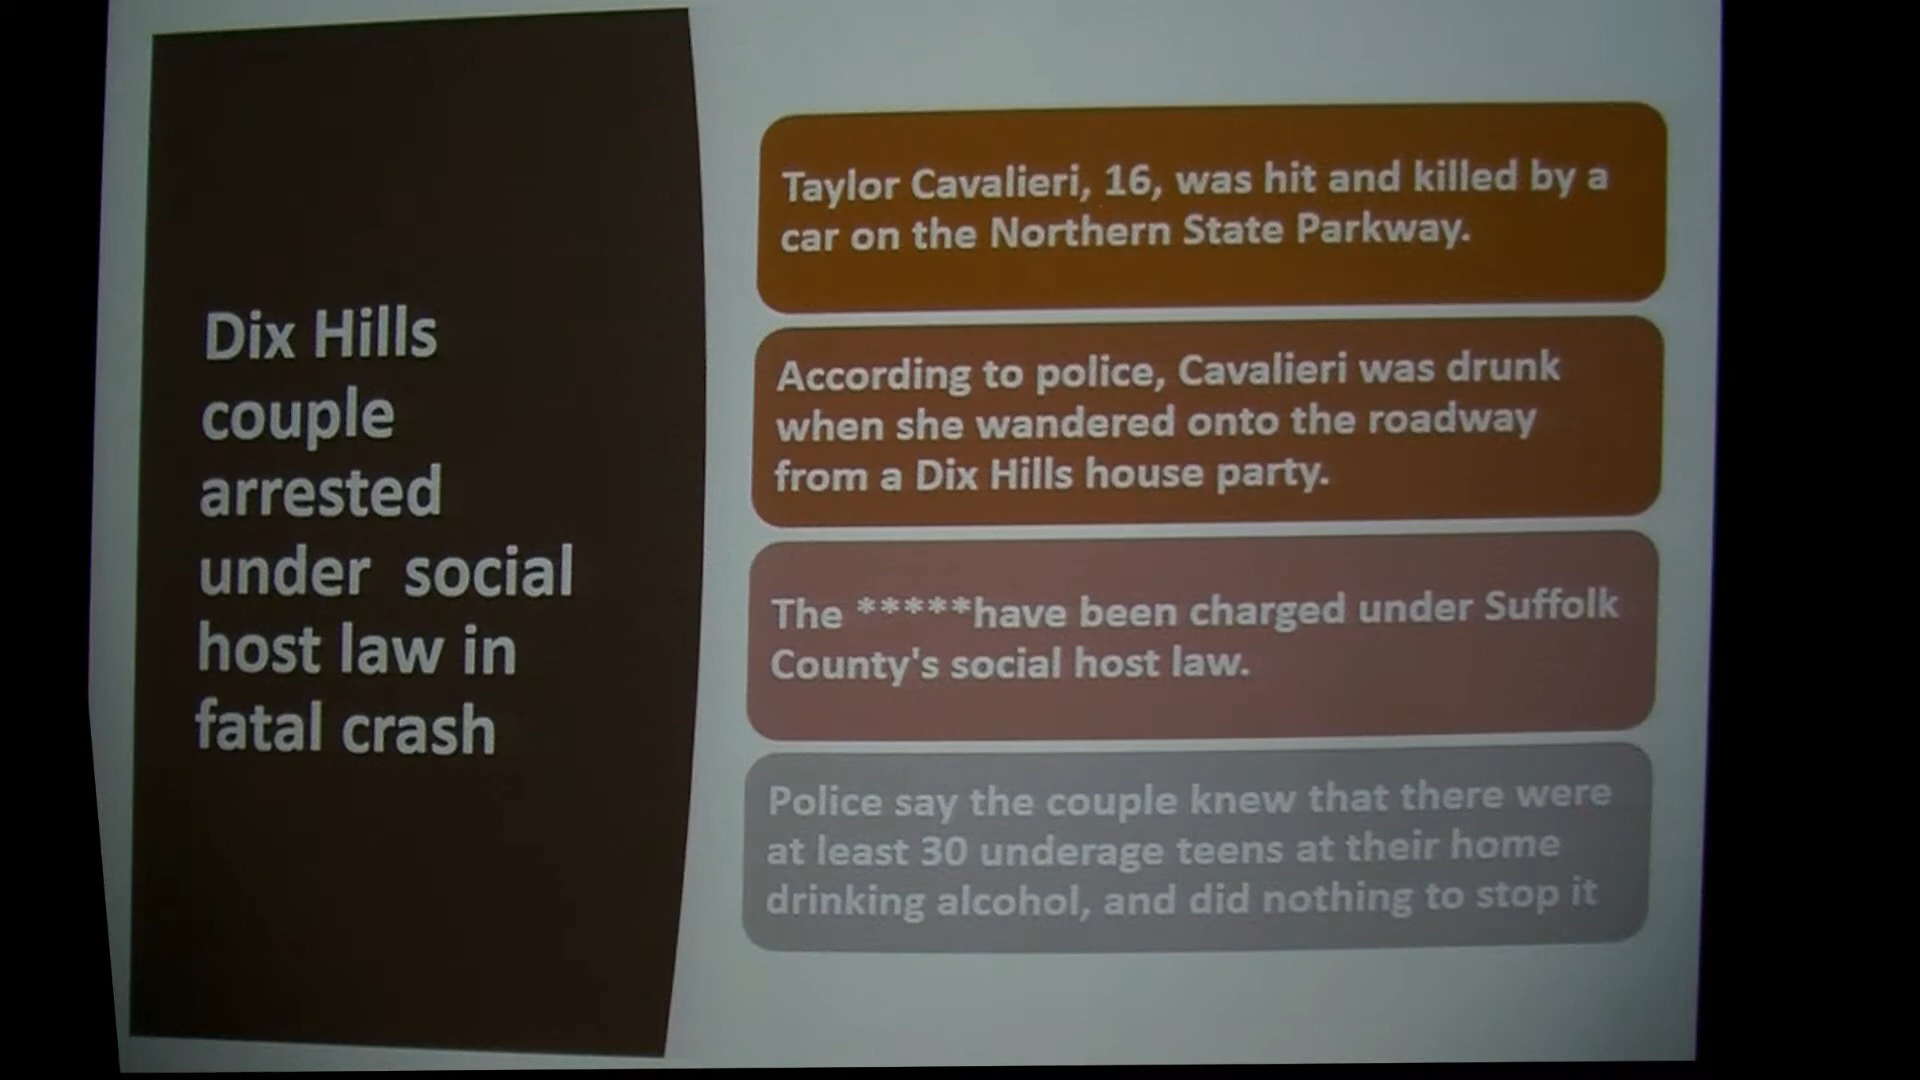 Dix Hills
couple
arrested
under social
host law in
fatal crash
Taylor Cavalieri, 16, was hit and killed by a
car on the Northern State Parkway.
According to police, Cavalieri was drunk
when she wandered onto the roadway
from a Dix Hills house party.
The *****have been charged under Suffolk
County's social host law.
Police say the couple knew that there were
at least 30 underage teens at their home
drinking alcohol, and did nothing to stop it